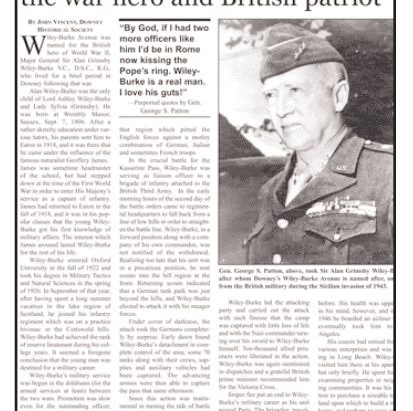 the war hero and British patriot
BY JOHN VINCENT, DOWNEY
HISTORICAL SOCIETY
Wiley-Burke Avenue was
named for the British
hero of World War II,
Major General Sir Alan Grimsby
Wiley-Burke V.C., D.S.C., K.G.,
who lived for a brief period in
Downey following that war.
Alan Wiley-Burke was the only
child of Lord Ashley Wiley-Burke
and Lady Sylvia (Grimsby). He
was born at Wembly Manor,
Sussex, Sept. 7, 1906. After a
rather sketchy education under var-
ious tutors, his parents sent him to
Eaton in 1918, and it was there that
he came under the influence of the
famous naturalist Geoffery James.
James was sometime headmaster
of the school, but had stepped
down at the time of the First World
War in order to enter His Majesty's
service as a captain of infantry.
James had returned to Eaton in the
fall of 1918, and it was in his pop-
ular classes that the young Wiley-
Burke got his first knowledge of
military affairs. The interest which
James aroused lasted Wiley-Burke
for the rest of his life.
Wiley-Burke entered Oxford
University in the fall of 1922 and
took his degree in Military Tactics
and Natural Sciences in the spring
of 1926. In September of that year,
after having spent a long summer
vacation in the lake region of
Scotland, he joined his infantry
regiment which was on a practice
bivouac in the Cotswold hills.
Wiley-Burke had achieved the rank
of reserve lieutenant during his col-
lege years. It seemed a foregone
conclusion that the young man was
destined for a military career.
Wiley-Burke's military service
was begun in the doldrums (for the
armed services at least) between
the two wars. Promotion was slow
even for the outstanding officer,
"By God, if I had two
more officers like
him I'd be in Rome
now kissing the
Pope's ring. Wiley-
Burke is a real man.
I love his guts!"
—Purported quotes by Gen.
George S. Patton
that region which pitted the
English forces against a motley
combination of German, Italian
and sometimes French troops.
In the crucial battle for the
Kasserine Pass, Wiley-Burke was
serving as liaison officer to a
brigade of infantry attached to the
British Third Army. In the early
morning hours of the second day of
the battle orders came to regimen-
tal headquarters to fall back from a
line of low hills in order to straight-
en the battle line. Wiley-Burke, in a
forward position along with a com-
pany of his own commandos, was
not notified of the withdrawal.
Realizing too late that his unit was
in a precarious position, he sent
scouts into the hill region at the
front. Returning scouts indicated
that a German tank park was just
beyond the hills, and Wiley-Burke
elected to attack it with his meager
forces.
Under cover of darkness, the
attack took the Germans complete-
ly by surprise. Early dawn found
Wiley-Burke's detachment in com-
plete control of the area; some 70
tanks along with their crews, sup-
plies and auxiliary vehicles had
been captured. The advancing
armies were then able to capture
the pass that same afternoon.
Since this action was instru-
mental in turning the tide of battle
Gen. George S. Patton, above, took Sir Alan Grimsby Wiley-B
after whom Downey's Wiley-Burke Avenue is named after, on
from the British military during the Sicilian invasion of 1943.
Wiley-Burke led the attacking
party and carried out the attack
with such finesse that the camp
was captured with little loss of life
and with the Nazi commander turn-
ing over his sword to Wiley-Burke
himself. Ten-thousand allied pris-
oners were liberated in the action.
Wiley-Burke was again mentioned
in dispatches and a grateful British
prime minister recommended him
for the Victoria Cross.
Wiley-Burke's military career as his unit
before. His health was
in his mind, however, and in
1946 he boarded an
eventually took him to
Angeles.
His cousin had retired
various enterprises and was
ing in Long Beach. Wiley-
visited him there at his
but only briefly. He spent
examining properties in
ing communities. It was his
tion to purchase a sizeable
land upon which to build a